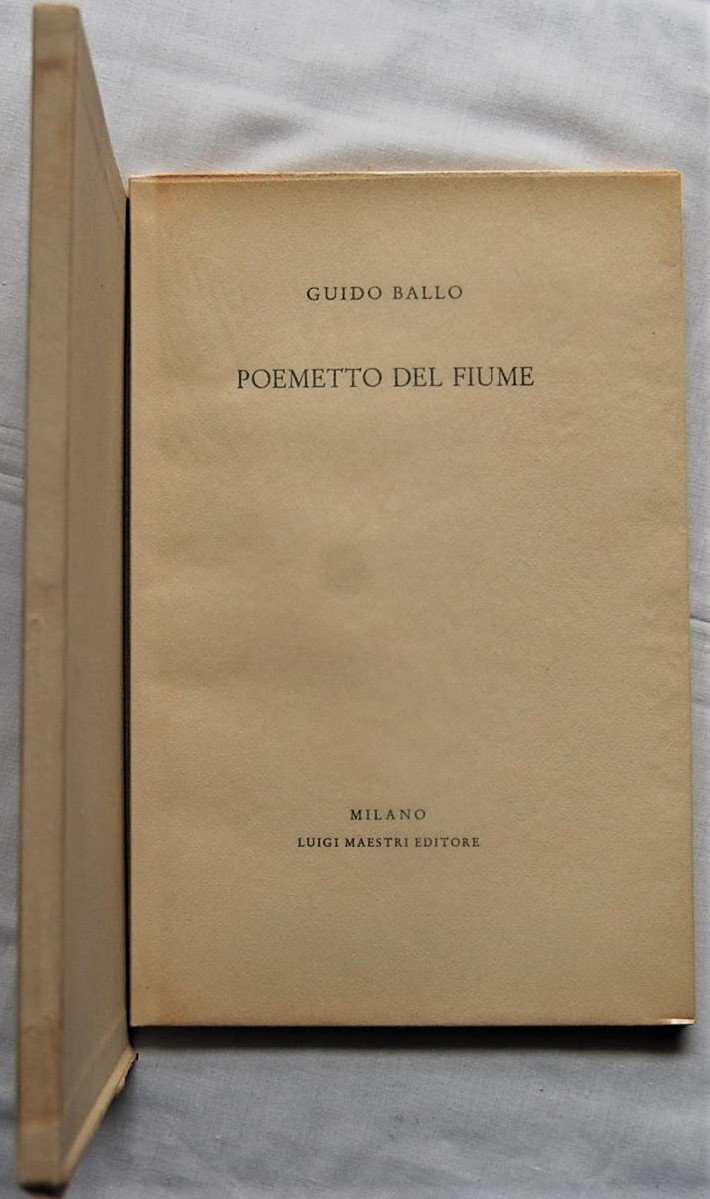 GUIDO BALLO
POEMETTO DEL FIUME
MILANO
LUIGI MAESTRI EDITORE